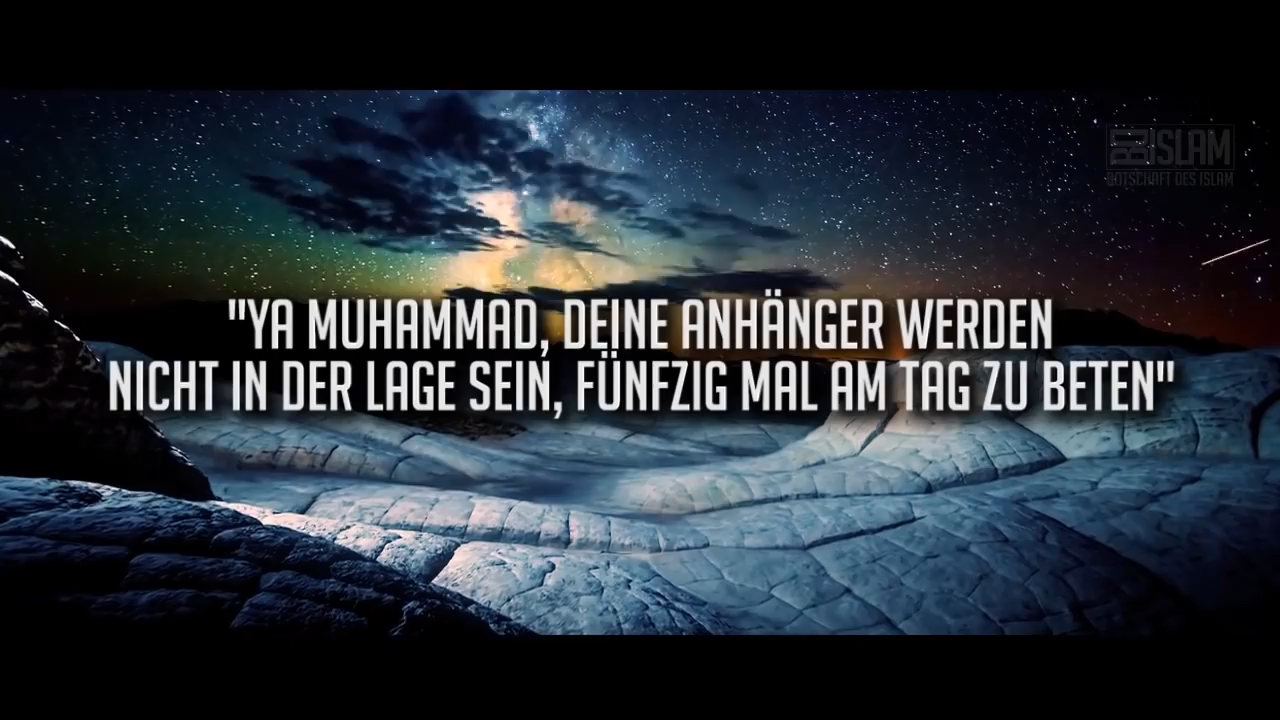 ISLAM
BOTSCHAFT DES ISLAM
"YA MUHAMMAD, DEINE ANHÄNGER WERDEN
NICHT IN DER LAGE SEIN, FÜNFZIG MAL AM TAG ZU BETEN"